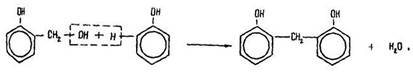 OH OH OH OH
CH₂ — OH + H CH₂ + H₂O.